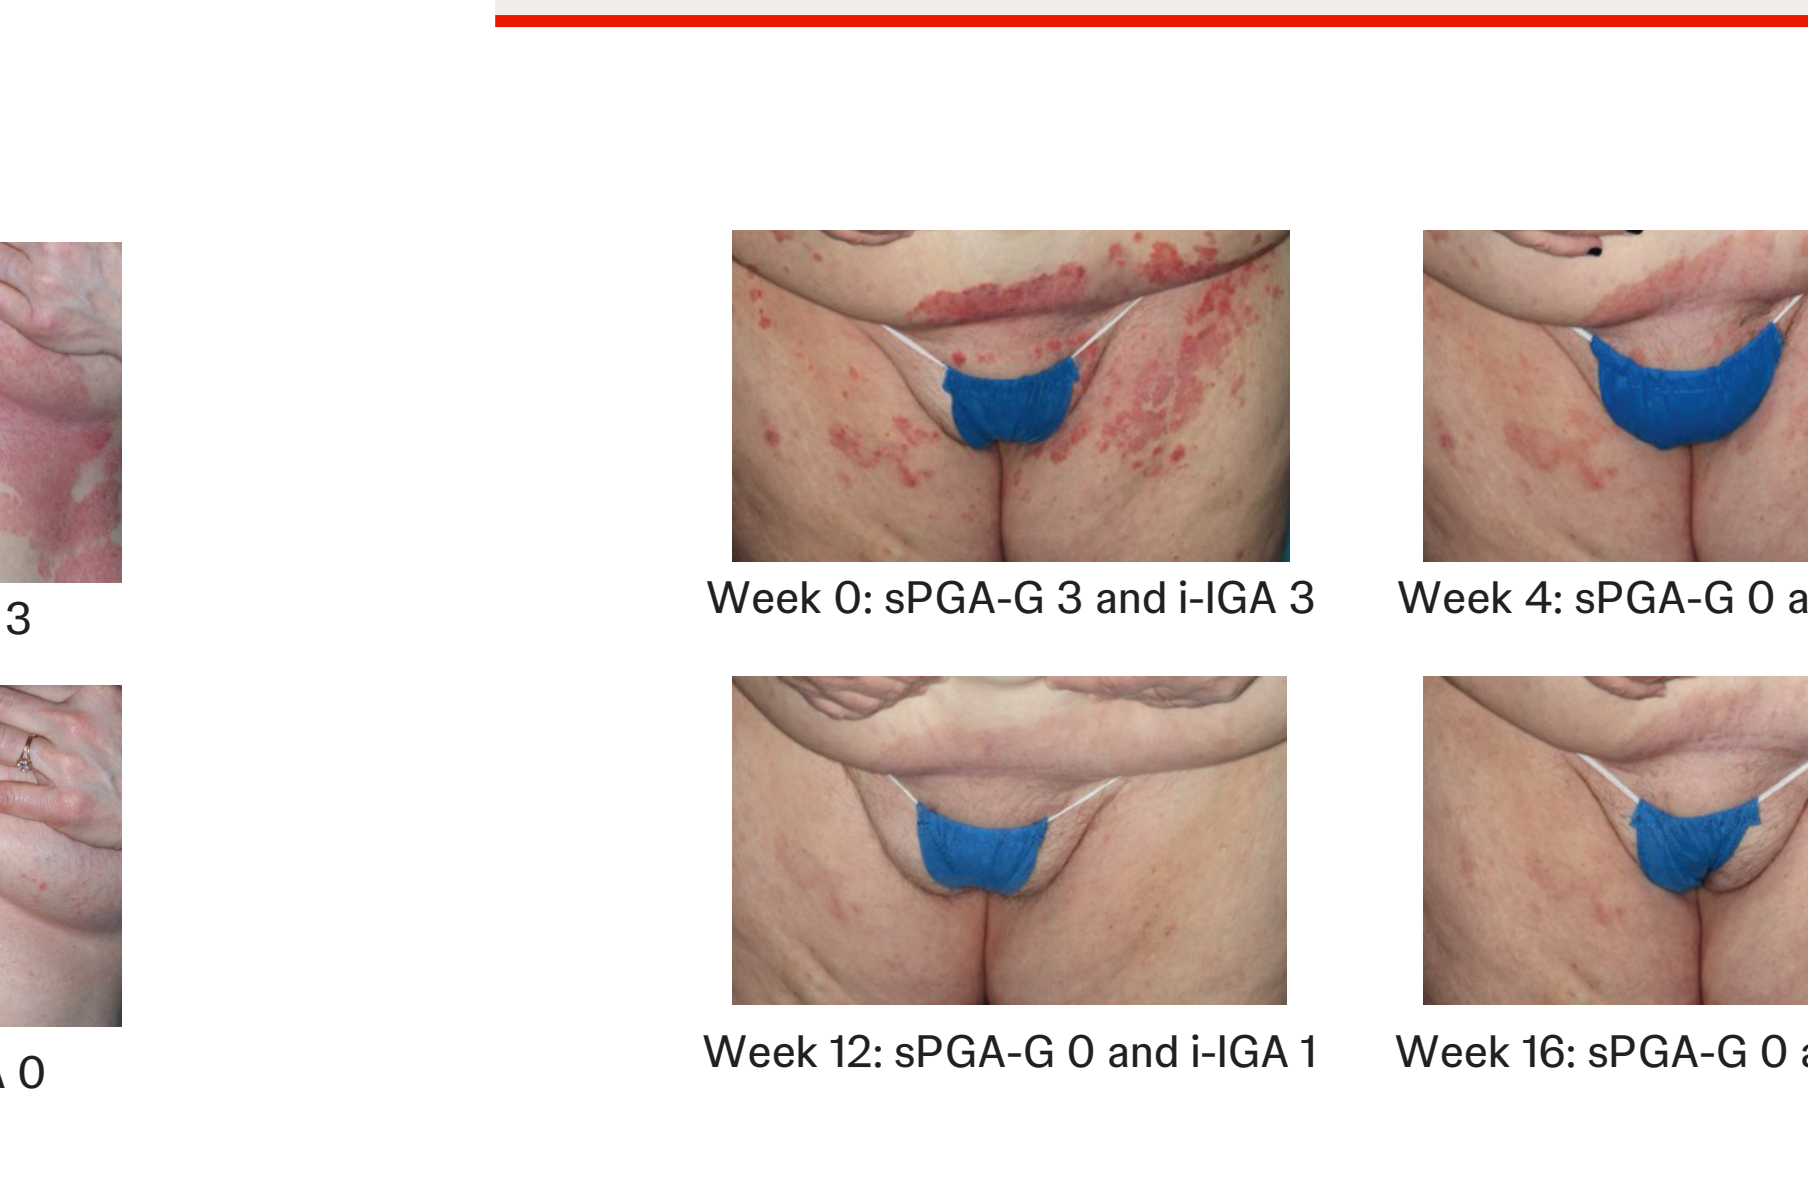 3
Week 0: sPGA-G 3 and i-IGA 3
Week 4: sPGA-G 0
0
Week 12: sPGA-G 0 and i-IGA 1
Week 16: sPGA-G 0